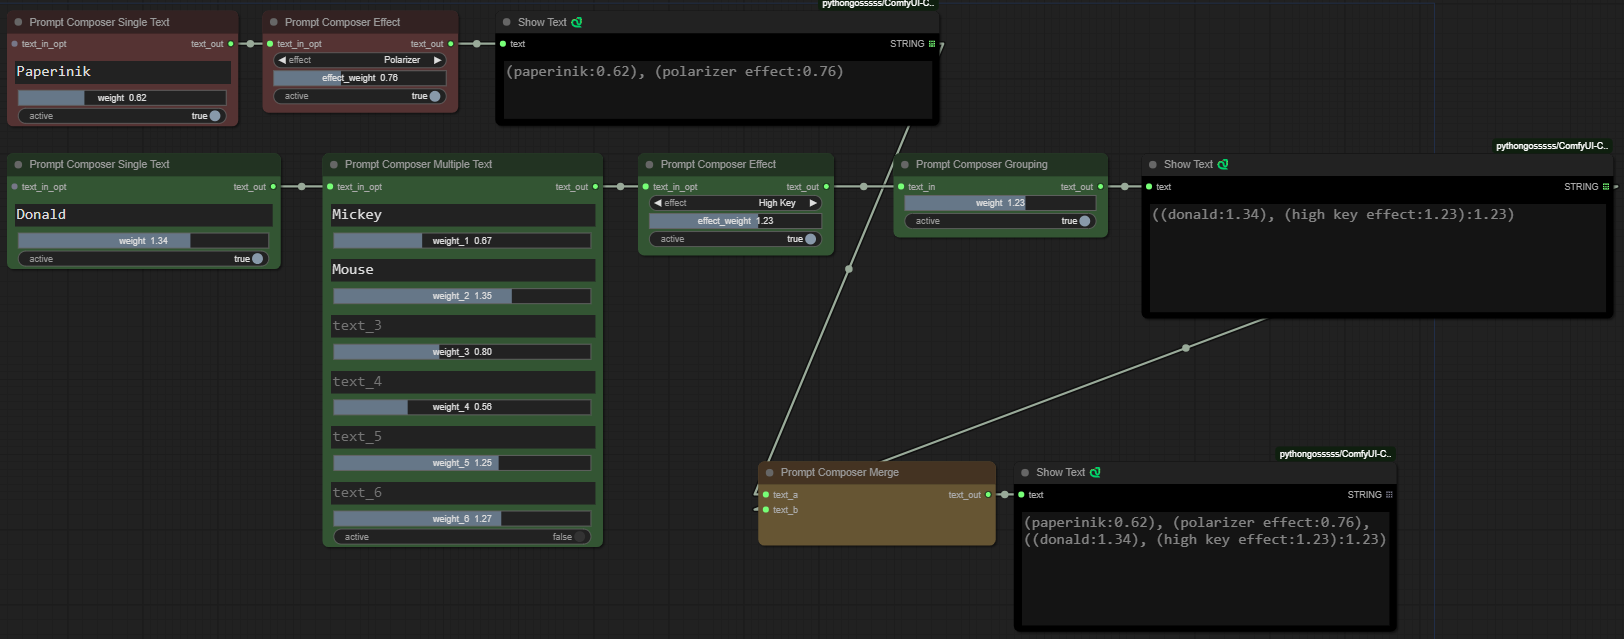 pythongosssss/ComfyUI-C..
Prompt Composer Single Text
text_in_opt text_out
Paperinik
weight 0.62
active true
Prompt Composer Effect
text_in_opt text_out
effect Polarizer
effect_weight 0.76
active true
Show Text
text STRING
(paperinik:0.62), (polarizer effect:0.76)
pythongosssss/ComfyUI-C..
Prompt Composer Single Text
text_in_opt text_out
Donald
weight 1.34
active true
Prompt Composer Multiple Text
text_in_opt text_out
Mickey
weight_1 0.67
Mouse
weight_2 1.35
text_3
weight_3 0.80
text_4
weight_4 0.56
text_5
weight_5 1.25
text_6
weight_6 1.27
active false
Prompt Composer Effect
text_in_opt text_out
effect High Key
effect_weight 1.23
active true
Prompt Composer Grouping
text_in text_out
weight 1.23
active true
Show Text
text STRING
((donald:1.34), (high key effect:1.23):1.23)
Prompt Composer Merge
text_a text_out
text_b
pythongosssss/ComfyUI-C..
Show Text
text STRING
(paperinik:0.62), (polarizer effect:0.76),
((donald:1.34), (high key effect:1.23):1.23)